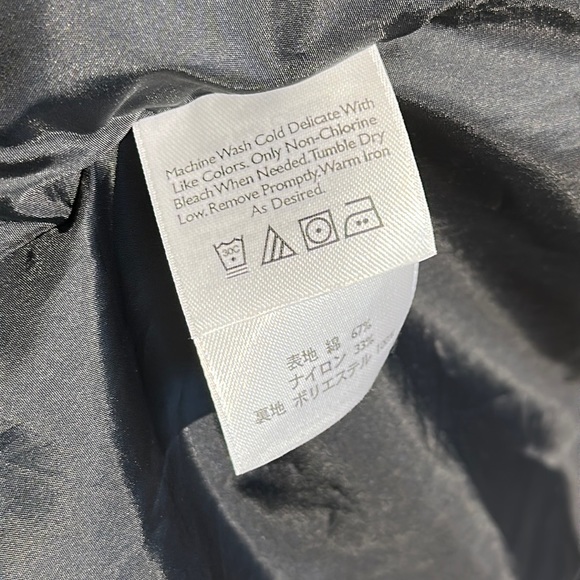 Machine Wash Cold Delicate With
Like Colors. Only Non-Chlorine
Bleach When Needed. Tumble Dry
Low. Remove Promptly. Warm Iron
As Desired.
30C
表地 綿 67%
ナイロン 33%
裏地 ポリエステル 100%